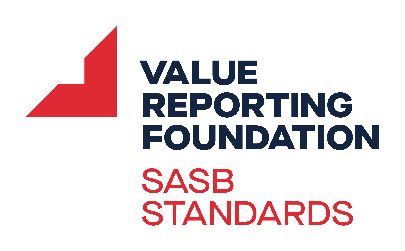 VALUE
REPORTING
FOUNDATION
SASB
STANDARDS